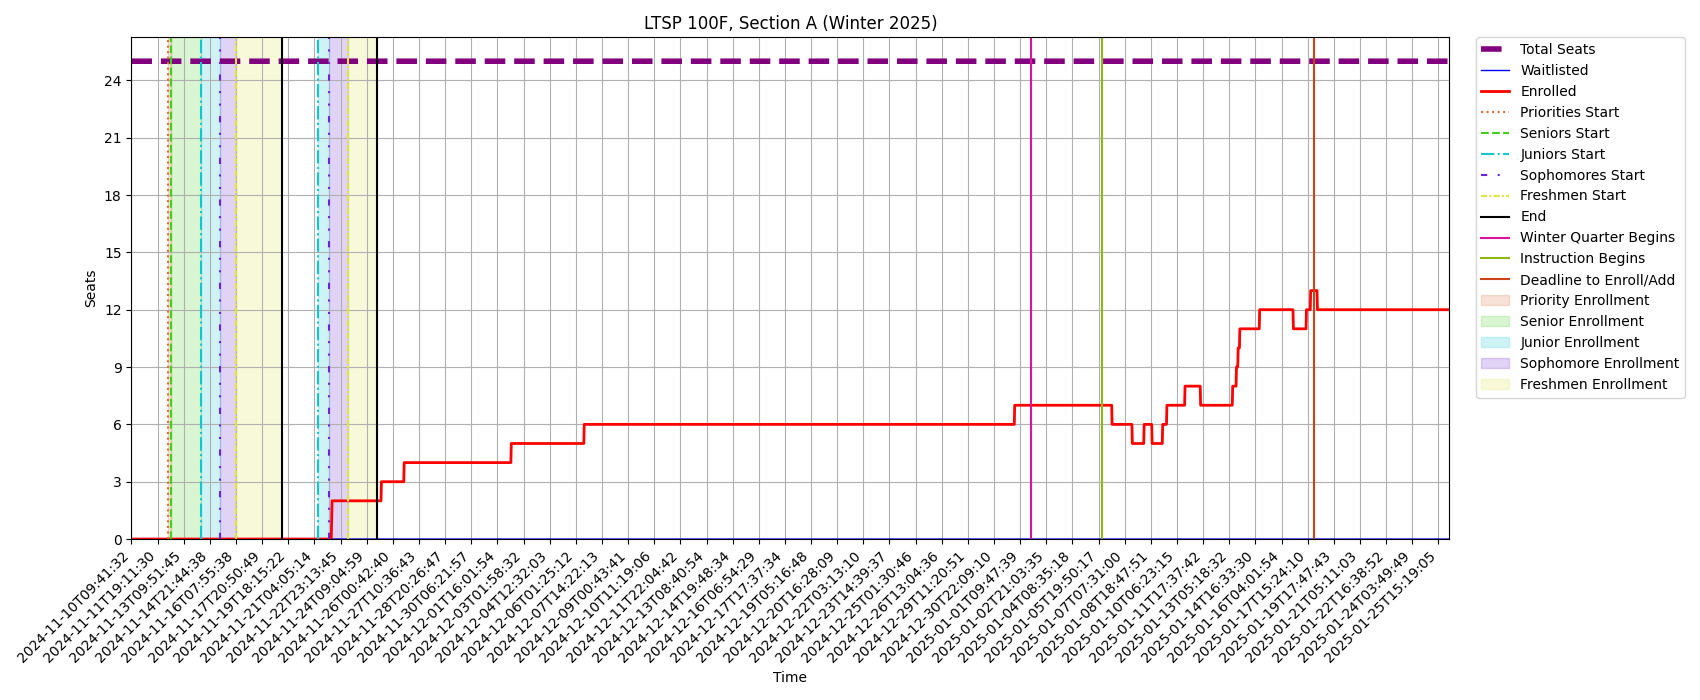 LTSP 100F, Section A (Winter 2025)
Seats
24
21
18
15
12
9
6
3
0
2024-11-10T09:41:32
2024-11-11T19:11:30
2024-11-13T09:51:45
2024-11-14T21:44:38
2024-11-16T07:55:38
2024-11-17T20:50:49
2024-11-19T18:15:22
2024-11-21T04:05:14
2024-11-22T23:13:45
2024-11-24T09:04:59
2024-11-26T00:42:40
2024-11-27T10:36:43
2024-11-28T20:26:47
2024-11-30T06:21:57
2024-12-01T16:01:54
2024-12-03T01:58:32
2024-12-04T12:32:03
2024-12-06T01:25:12
2024-12-07T14:22:13
2024-12-09T00:43:41
2024-12-10T11:19:06
2024-12-11T22:04:42
2024-12-13T08:40:54
2024-12-14T19:48:34
2024-12-16T06:54:29
2024-12-17T17:37:34
2024-12-19T05:16:48
2024-12-20T16:28:09
2024-12-22T03:13:10
2024-12-23T14:39:37
2024-12-25T01:30:46
2024-12-26T13:04:36
2024-12-29T11:20:51
2024-12-30T22:09:10
2025-01-01T09:47:39
2025-01-02T21:03:35
2025-01-04T08:35:18
2025-01-05T19:50:17
2025-01-07T07:31:00
2025-01-08T18:47:51
2025-01-10T06:23:15
2025-01-11T17:37:42
2025-01-13T05:18:32
2025-01-14T16:33:30
2025-01-16T04:01:54
2025-01-17T15:24:10
2025-01-19T17:47:43
2025-01-21T05:11:03
2025-01-22T16:38:52
2025-01-24T03:49:49
2025-01-25T15:19:05
Time
Total Seats
Waitlisted
Enrolled
Priorities Start
Seniors Start
Juniors Start
Sophomores Start
Freshmen Start
End
Winter Quarter Begins
Instruction Begins
Deadline to Enroll/Add
Priority Enrollment
Senior Enrollment
Junior Enrollment
Sophomore Enrollment
Freshmen Enrollment